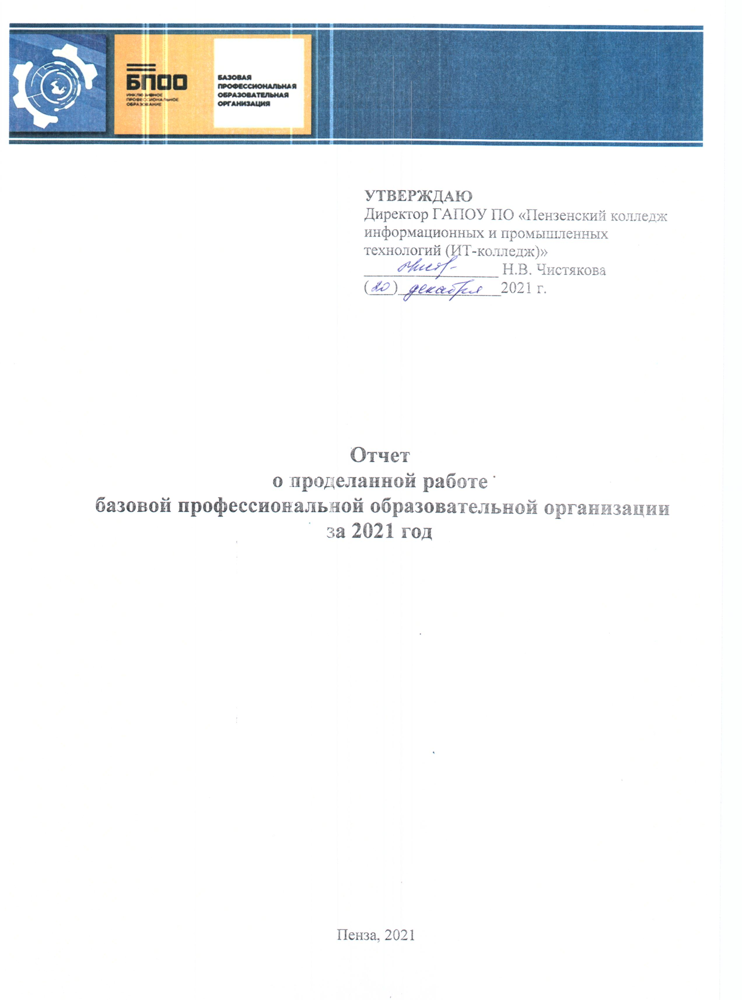 БПОО
ИНКЛЮЗИВНОЕ
ПРОФЕССИОНАЛЬНОЕ
ОБРАЗОВАНИЕ
БАЗОВАЯ
ПРОФЕССИОНАЛЬНАЯ
ОБРАЗОВАТЕЛЬНАЯ
ОРГАНИЗАЦИЯ
УТВЕРЖДАЮ
Директор ГАПОУ ПО «Пензенский колледж
информационных и промышленных
технологий (ИТ-колледж)»
Н.В. Чистякова
(20) декабря 2021 г.
Отчет
о проделанной работе
базовой профессиональной образовательной организации
за 2021 год
Пенза, 2021